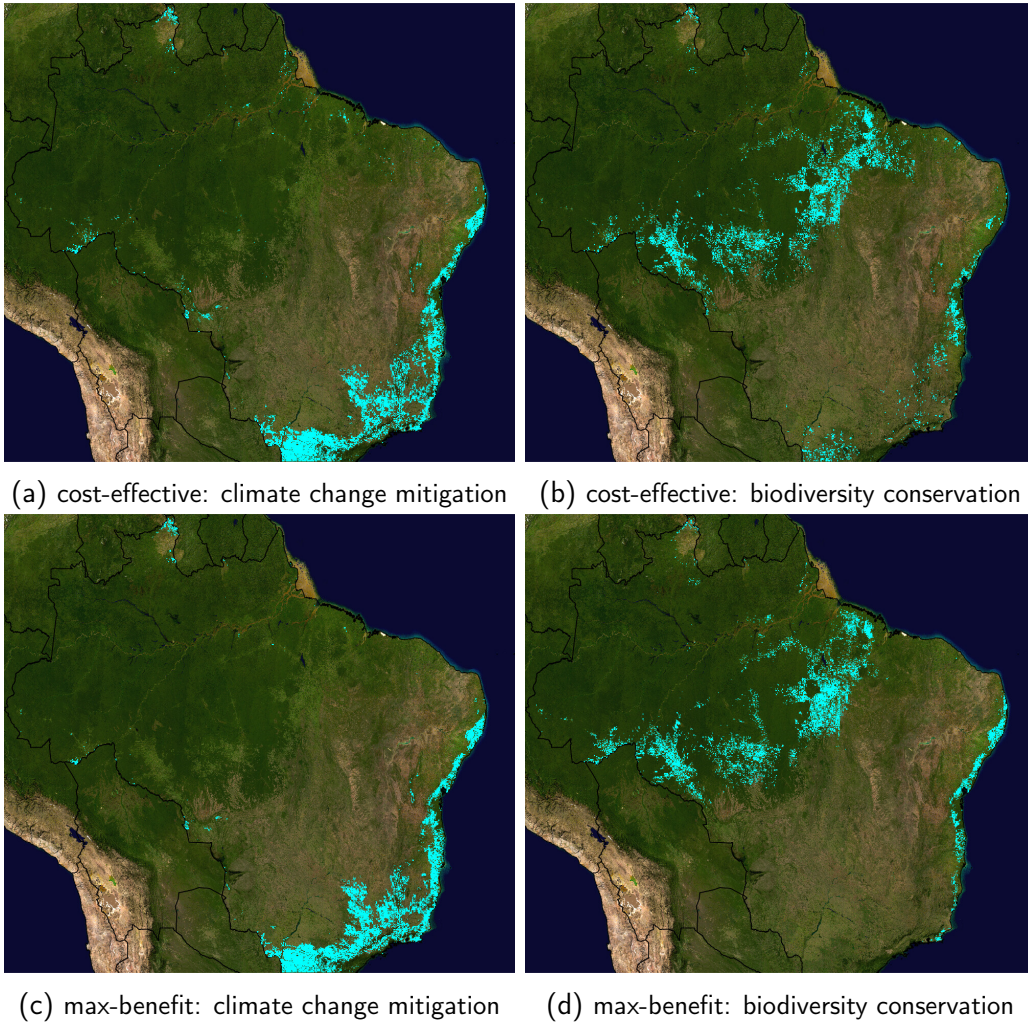 (a) cost-effective: climate change mitigation
(b) cost-effective: biodiversity conservation
(c) max-benefit: climate change mitigation
(d) max-benefit: biodiversity conservation